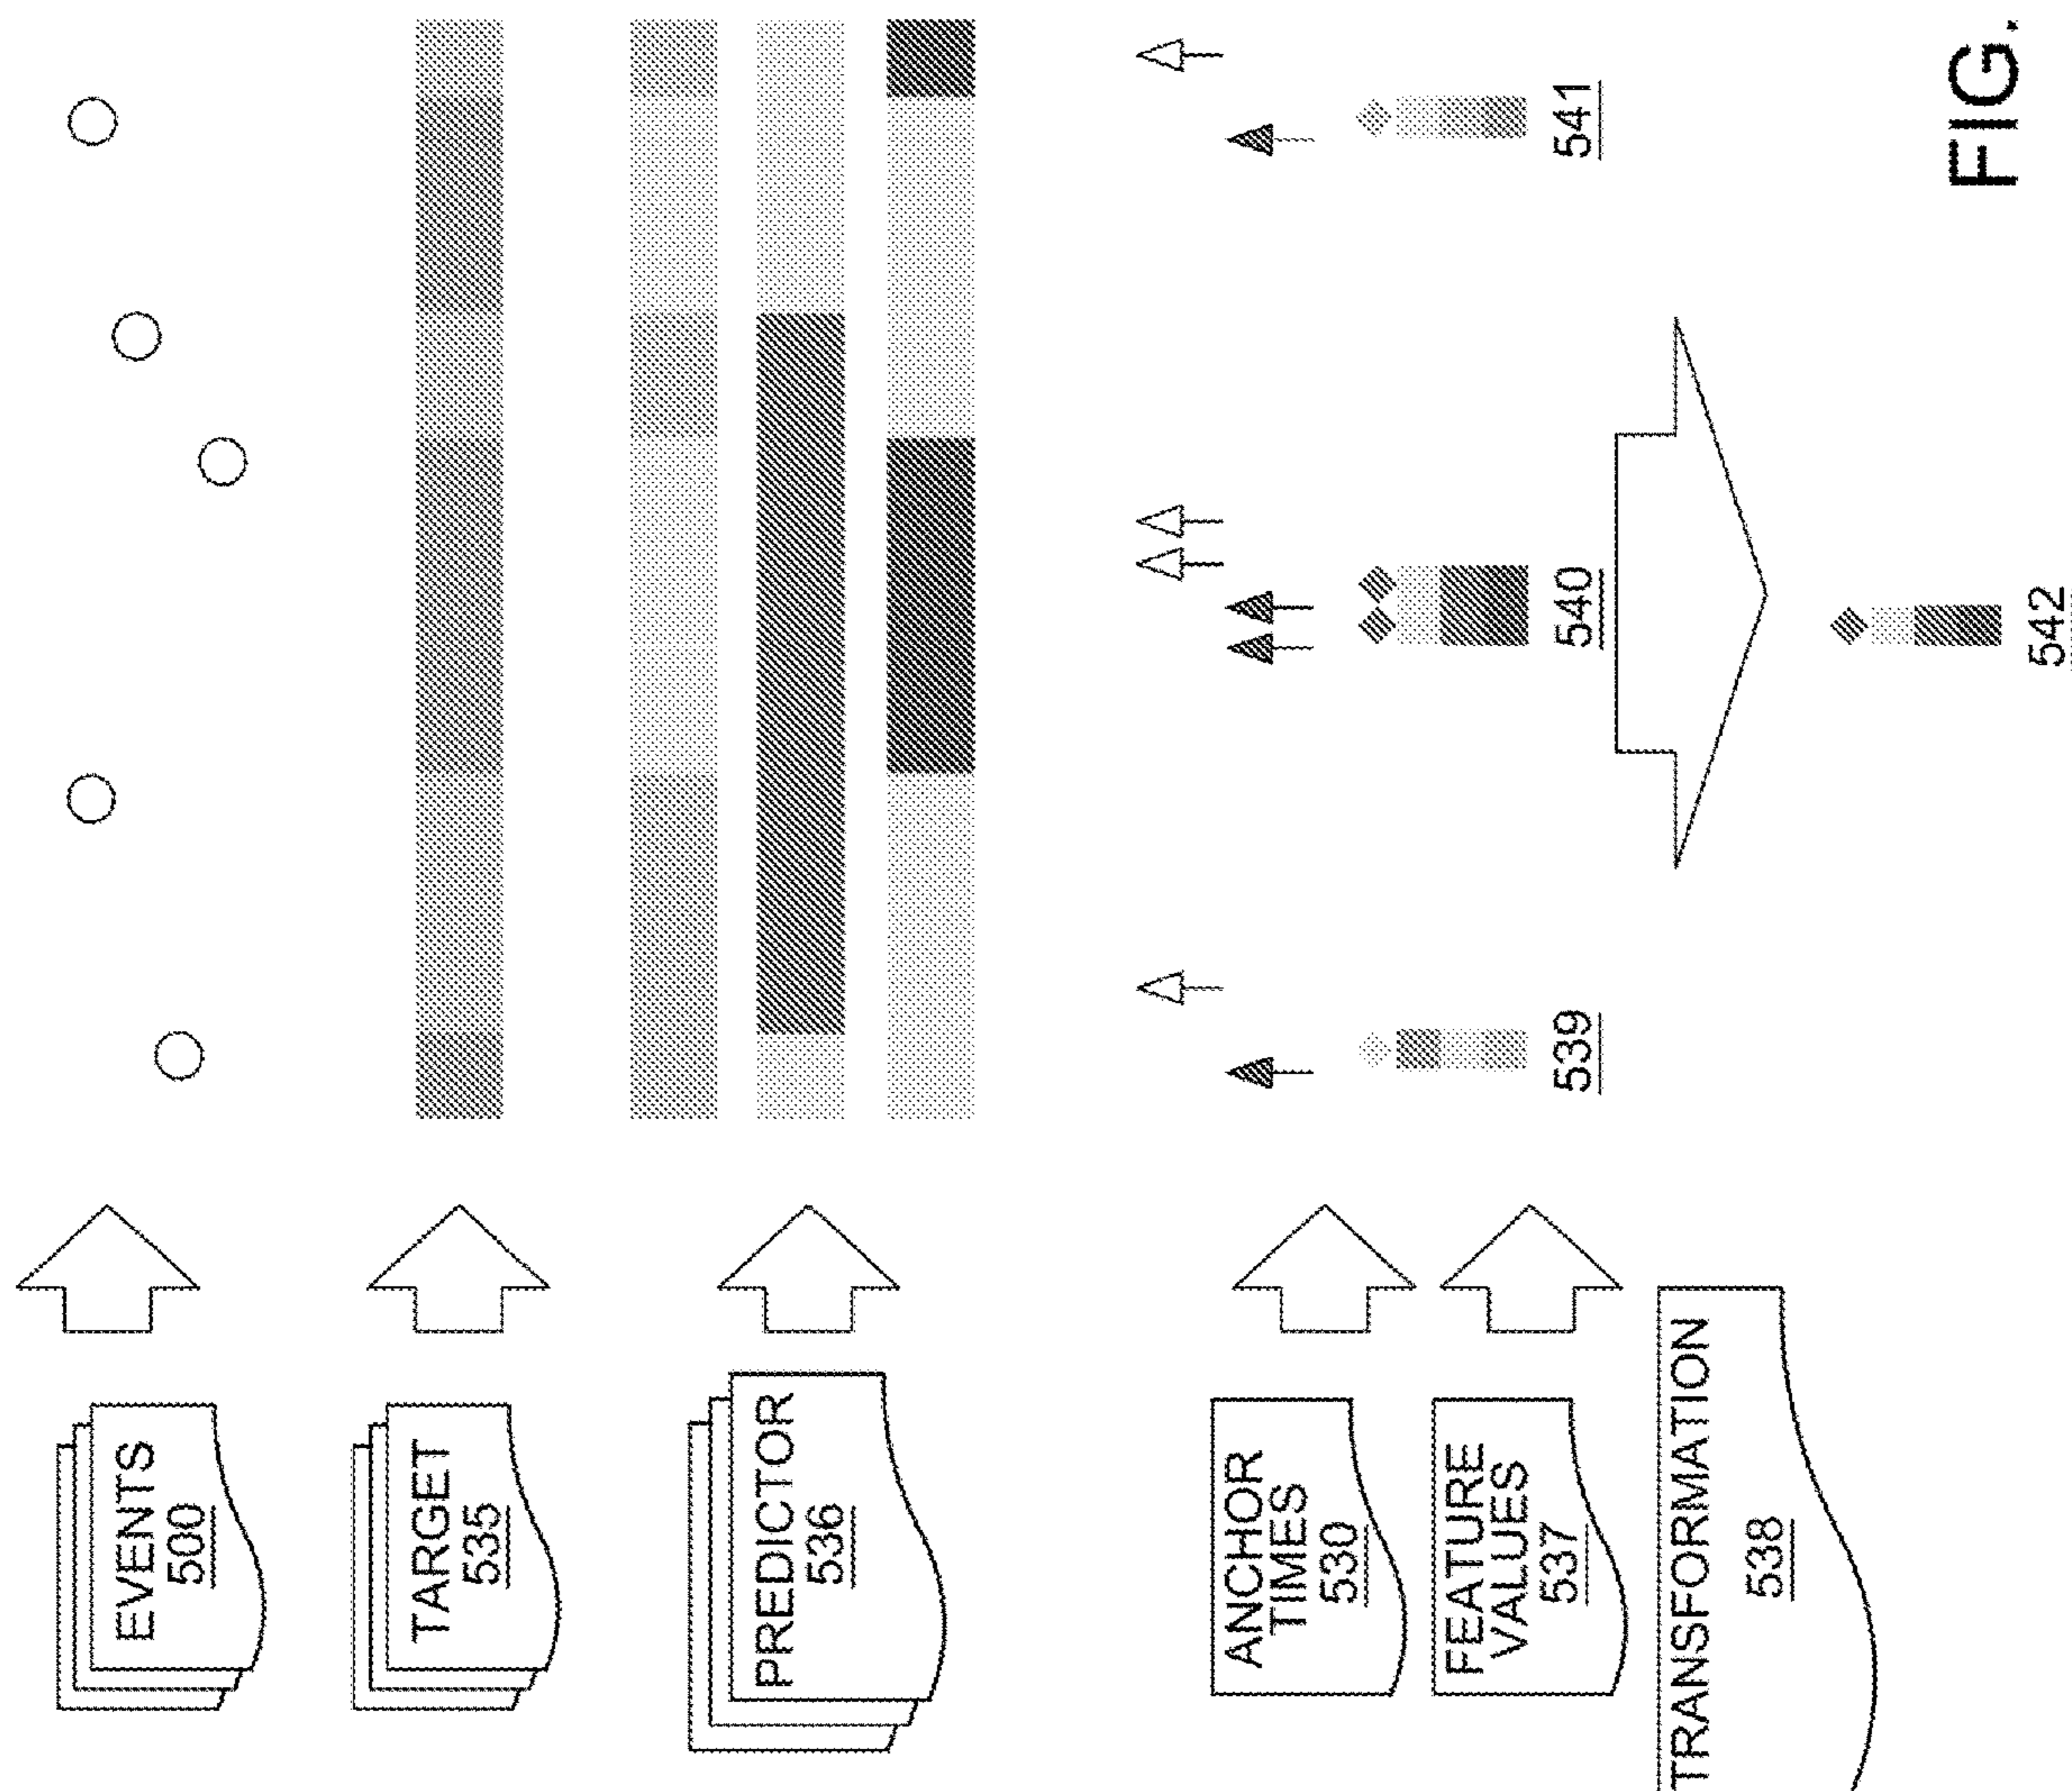 EVENTS
500
TARGET
535
PREDICTOR
536
ANCHOR
TIMES
530
FEATURE
VALUES
537
539
540
541
TRANSFORMATION
538
542
FIG.